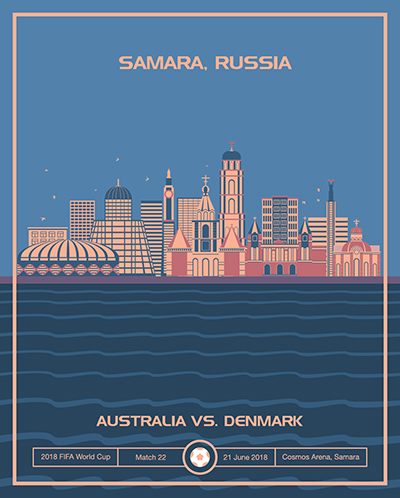 SAMARA, RUSSIA
AUSTRALIA VS. DENMARK
2018 FIFA World Cup
Match 22
21 June 2018
Cosmos Arena, Samara